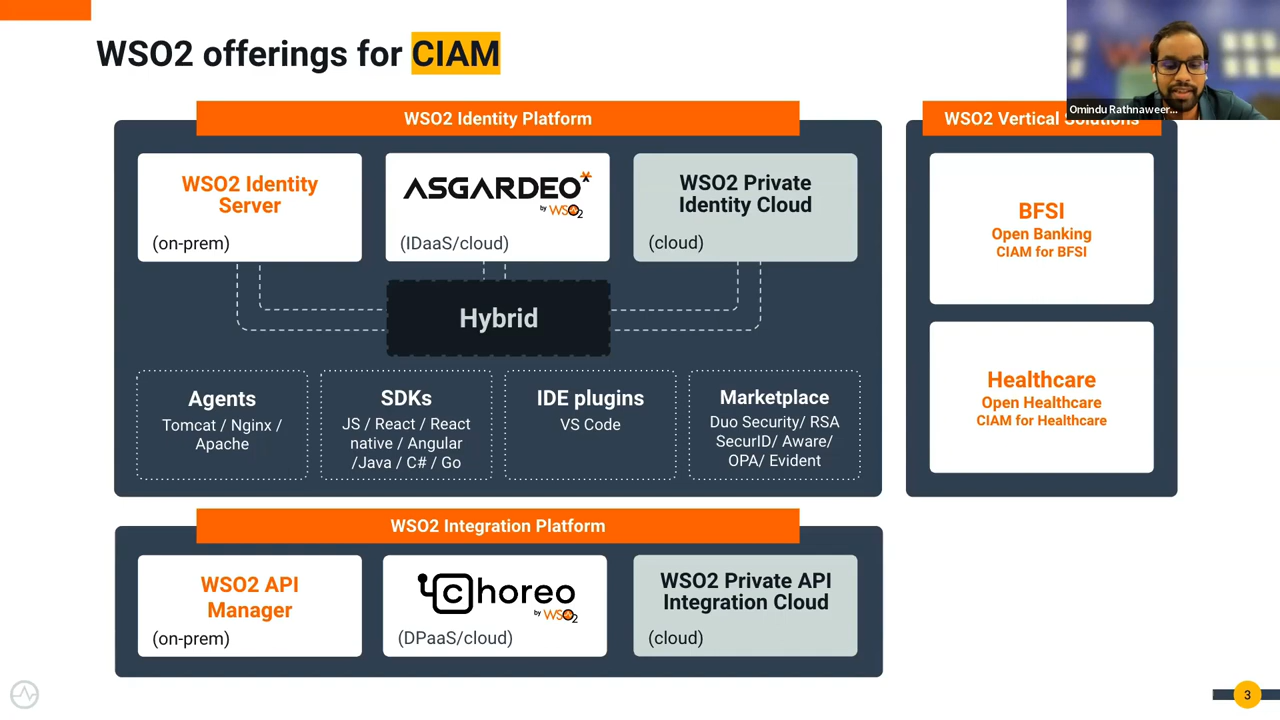 WSO2 offerings for CIAM
Omindu Rathnaweer...
WSO2 Identity Platform
WSO2 Identity
Server
(on-prem)
ASGARDEO
by WSO2
(IDaaS/cloud)
WSO2 Private
Identity Cloud
(cloud)
Hybrid
Agents
Tomcat / Nginx /
Apache
SDKs
JS / React / React
native / Angular
/Java / C# / Go
IDE plugins
VS Code
Marketplace
Duo Security/ RSA
SecurID/ Aware/
OPA/ Evident
WSO2 Vertical Solutions
BFSI
Open Banking
CIAM for BFSI
Healthcare
Open Healthcare
CIAM for Healthcare
WSO2 Integration Platform
WSO2 API
Manager
(on-prem)
choreo
by WSO2
(DPaaS/cloud)
WSO2 Private API
Integration Cloud
(cloud)
3